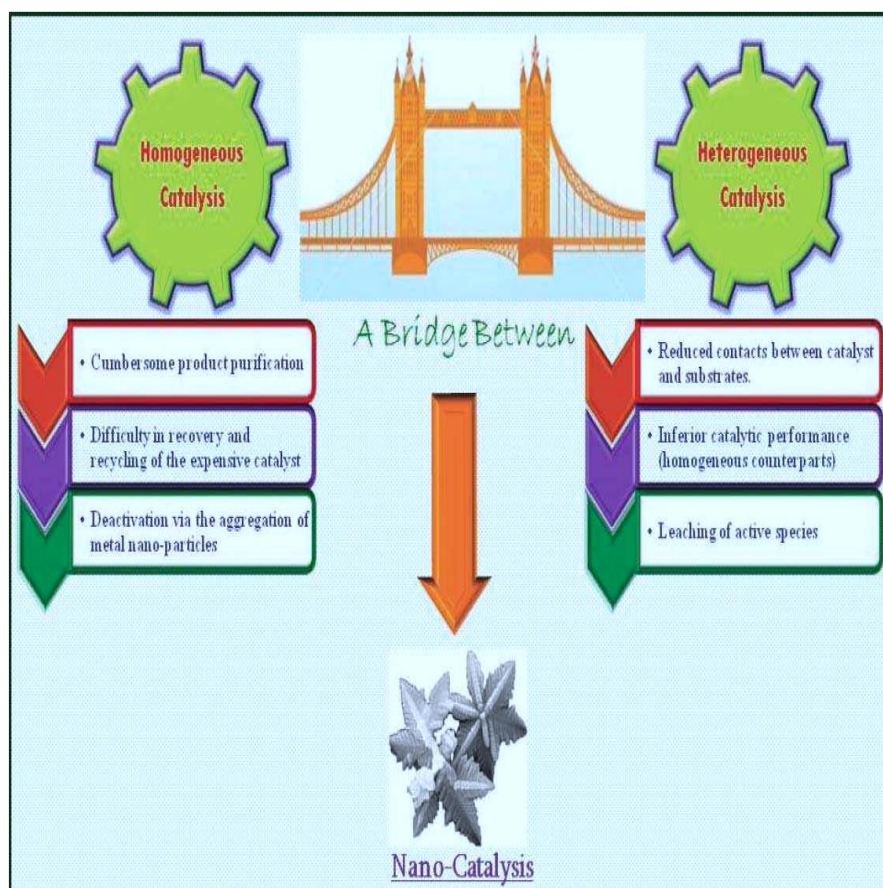 Homogeneous
Catalysis
Heterogeneous
Catalysis
A Bridge Between
• Cumbersome product purification
• Difficulty in recovery and
recycling of the expensive catalyst
• Deactivation via the aggregation of
metal nano-particles
• Reduced contacts between catalyst
and substrates.
• Inferior catalytic performance
(homogeneous counterparts)
• Leaching of active species
Nano-Catalysis